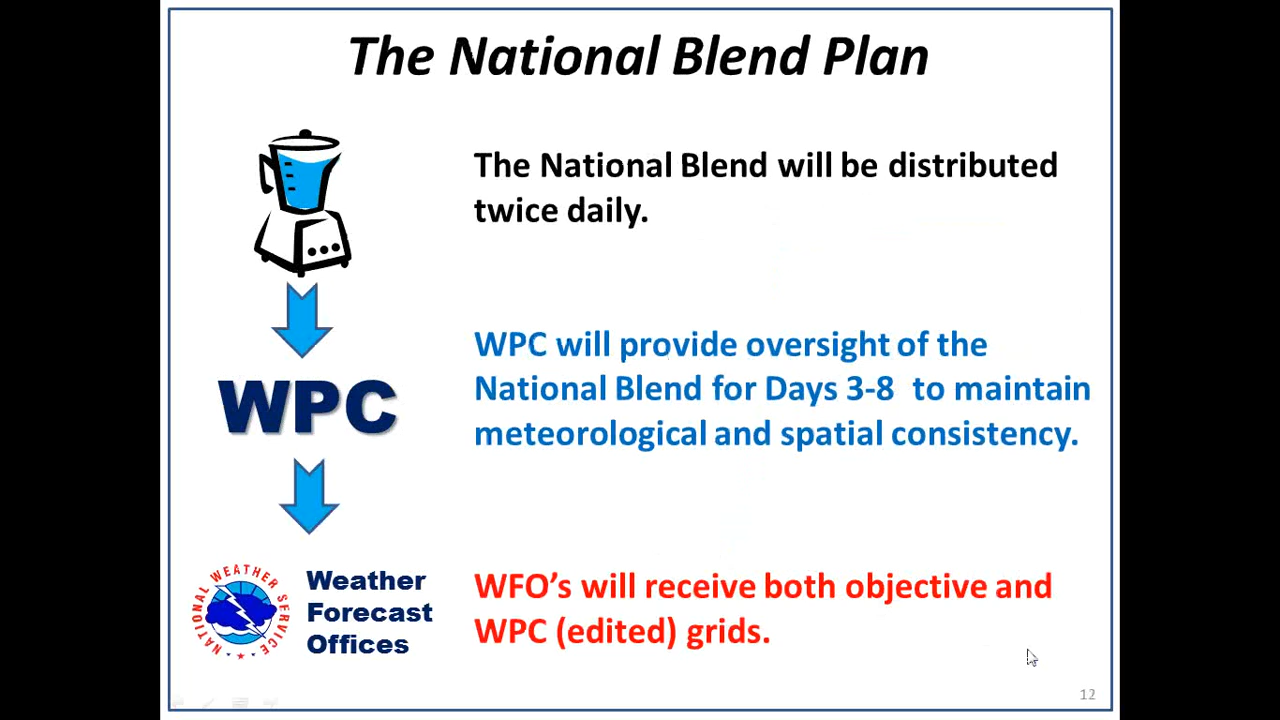 The National Blend Plan
The National Blend will be distributed
twice daily.
WPC will provide oversight of the
National Blend for Days 3-8 to maintain
meteorological and spatial consistency.
WPC
NATIONAL WEATHER SERVICE
Weather
Forecast
Offices
WFO's will receive both objective and
WPC (edited) grids.
12